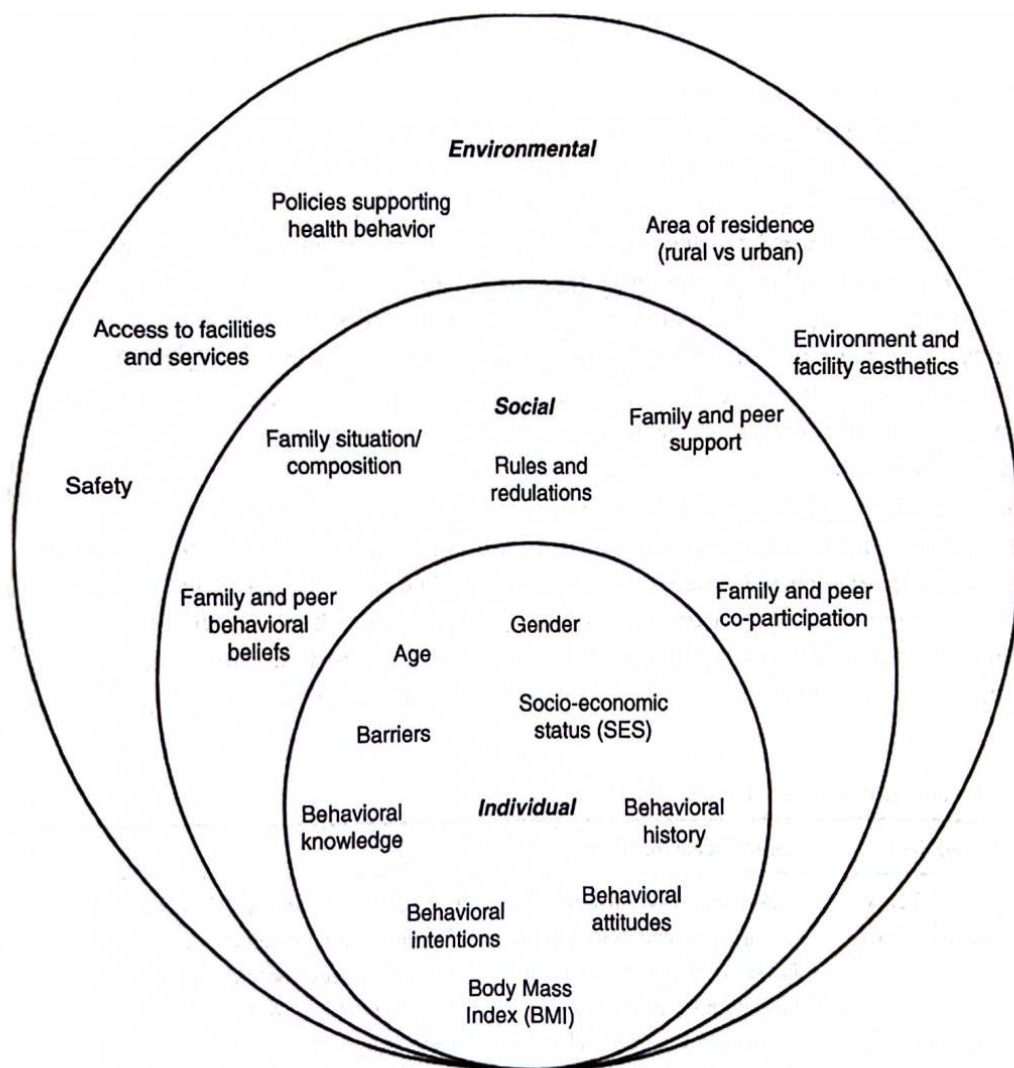 Environmental
Policies supporting
health behavior
Area of residence
(rural vs urban)
Access to facilities
and services
Environment and
facility aesthetics
Safety
Social
Family situation/
composition
Rules and
redulations
Family and peer
support
Family and peer
behavioral
beliefs
Family and peer
co-participation
Gender
Age
Socio-economic
status (SES)
Barriers
Individual
Behavioral
knowledge
Behavioral
history
Behavioral
intentions
Behavioral
attitudes
Body Mass
Index (BMI)